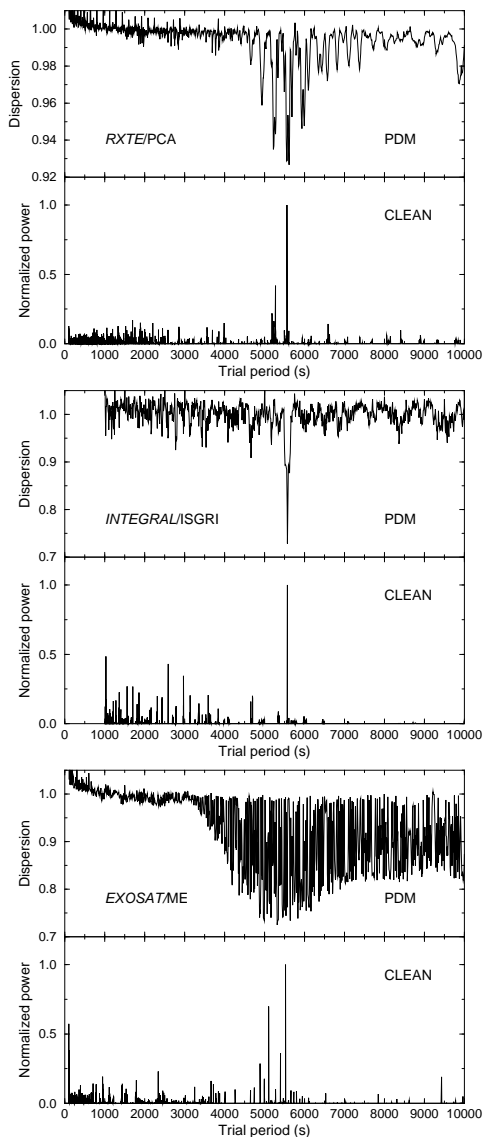 1.00
0.98
0.96
0.94
0.92
Dispersion
RXTE/PCA
PDM
1.0
0.5
0.0
Normalized power
CLEAN
0 1000 2000 3000 4000 5000 6000 7000 8000 9000 10000
Trial period (s)
1.0
0.9
0.8
0.7
Dispersion
INTEGRAL/ISGRI
PDM
1.0
0.5
0.0
Normalized power
CLEAN
0 1000 2000 3000 4000 5000 6000 7000 8000 9000 10000
Trial period (s)
1.0
0.9
0.8
0.7
Dispersion
EXOSAT/ME
PDM
1.0
0.5
0.0
Normalized power
CLEAN
0 1000 2000 3000 4000 5000 6000 7000 8000 9000 10000
Trial period (s)